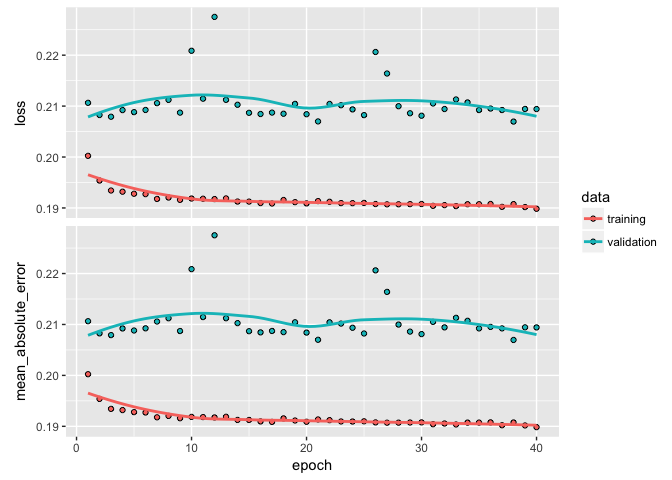 0.22
0.21
0.20
0.19
loss
0.22
0.21
0.20
0.19
mean_absolute_error
0
10
20
30
40
epoch
data
training
validation